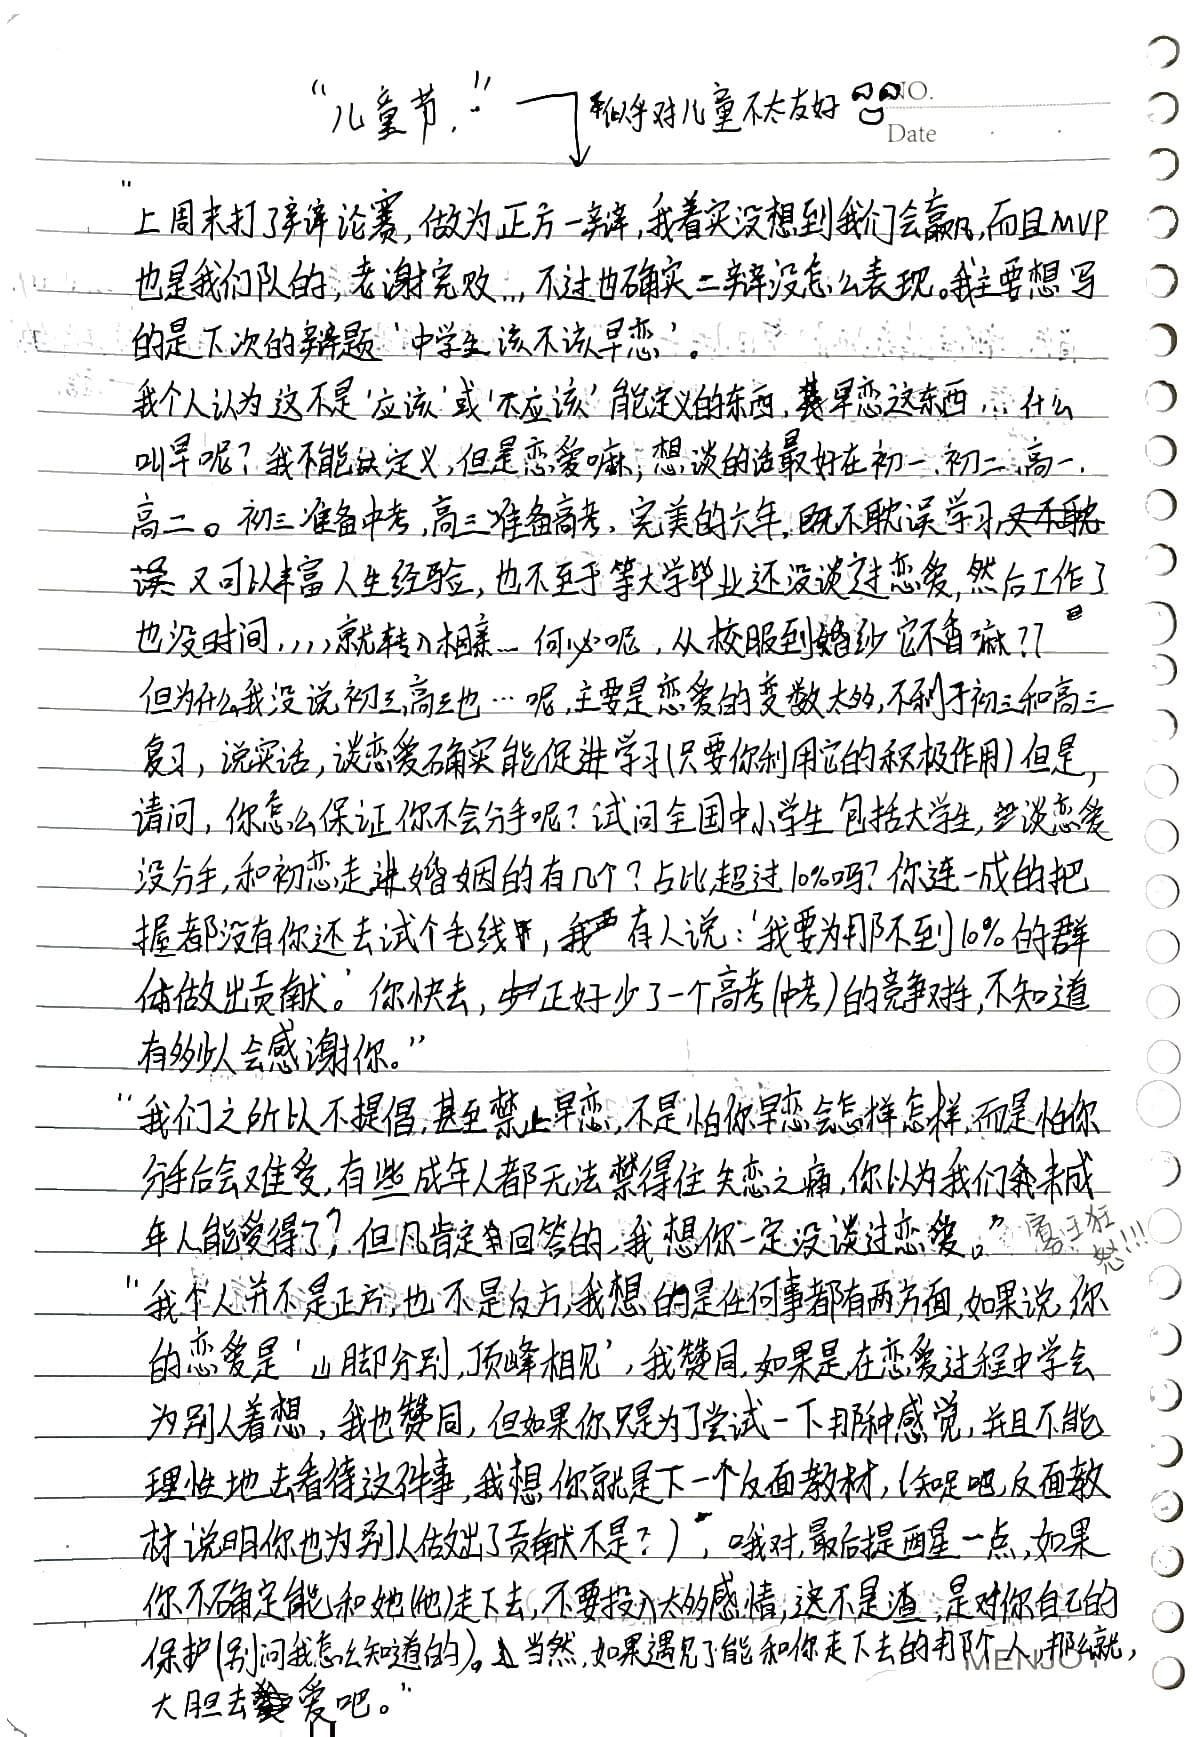 “儿童节，” 似乎对儿童不太友好
NO.
Date
“上周末打了辩论赛，做为正方一辩，我着实没想到我们会赢，而且MVP
也是我们队的，老谢完败... 不过也确实二辩没怎么表现。我主要想写
的是下次的辩题‘中学生该不该早恋’。
我个人认为这不是‘应该’或‘不应该’能定义的东西，早恋这东西...什么
叫早呢？我不能去定义，但是恋爱嘛，想谈的话最好在初一、初二、高一、
高二。初三准备中考，高三准备高考，完美的六年，既不耽误学习，又不耽
误又可以丰富人生经验，也不至于等大学毕业还没谈过恋爱，然后工作了
也没时间，，，就转入相亲... 何必呢，从校服到婚纱它不香嘛??
但为什么我没说初三、高三也…呢，主要是恋爱的变数太多，不利于初三和高三
复习，说实话，谈恋爱确实能促进学习（只要你利用它的积极作用）但是，
请问，你怎么保证你不会分手呢？试问全国中小学生包括大学生，谈恋爱
没分手，和初恋走进婚姻的有几个？占比超过10%吗？你连一成的把
握都没有你还去试个毛线，有人说：‘我要为那不到10%的群
体做出贡献。’你快去，正好少了一个高考（中考）的竞争对手，不知道
有多少人会感谢你。”
“我们之所以不提倡，甚至禁止早恋，不是怕你早恋会怎样怎样，而是怕你
分手后会难受，有些成年人都无法禁得住失恋之痛，你以为我们未成
年人能受得了？但凡肯定回答的，我想你一定没谈过恋爱。” 狂
怒!!!
“我个人并不是正方，也不是反方，我想的是任何事都有两方面，如果说你
的恋爱是‘山脚分别，顶峰相见’，我赞同，如果是在恋爱过程中学会
为别人着想，我也赞同，但如果你只是为了尝试一下那种感觉，并且不能
理性地去看待这件事，我想你就是下一个反面教材，（知足吧，反面教
材说明你也为别人做出了贡献不是？），哦对，最后提醒一点，如果
你不确定能和她（他）走下去，不要投入太多感情，这不是渣，是对你自己的
保护（别问我怎么知道的）。当然，如果遇见了能和你走下去的那个人，那么就，
MENJOY
大胆去爱吧。”